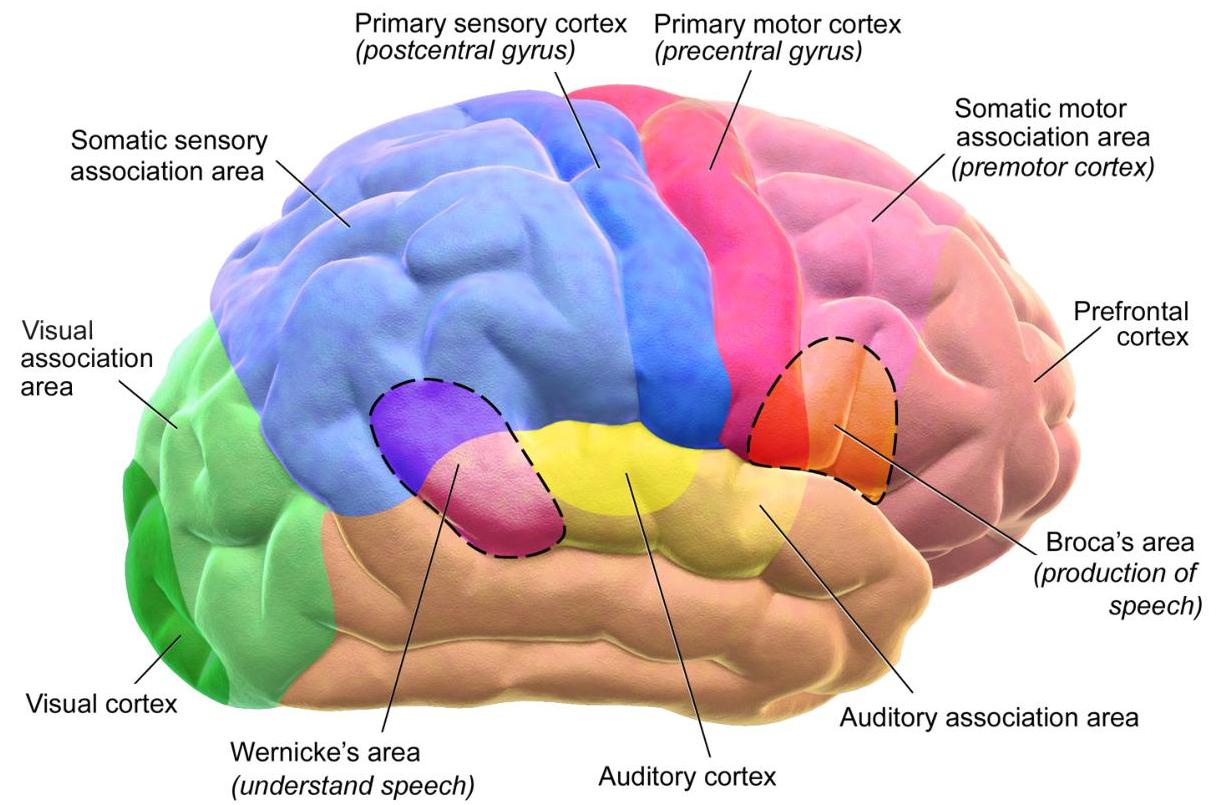 Primary sensory cortex
(postcentral gyrus)
Primary motor cortex
(precentral gyrus)
Somatic motor
association area
(premotor cortex)
Somatic sensory
association area
Prefrontal
cortex
Visual
association
area
Broca’s area
(production of
speech)
Visual cortex
Auditory association area
Wernicke’s area
(understand speech)
Auditory cortex